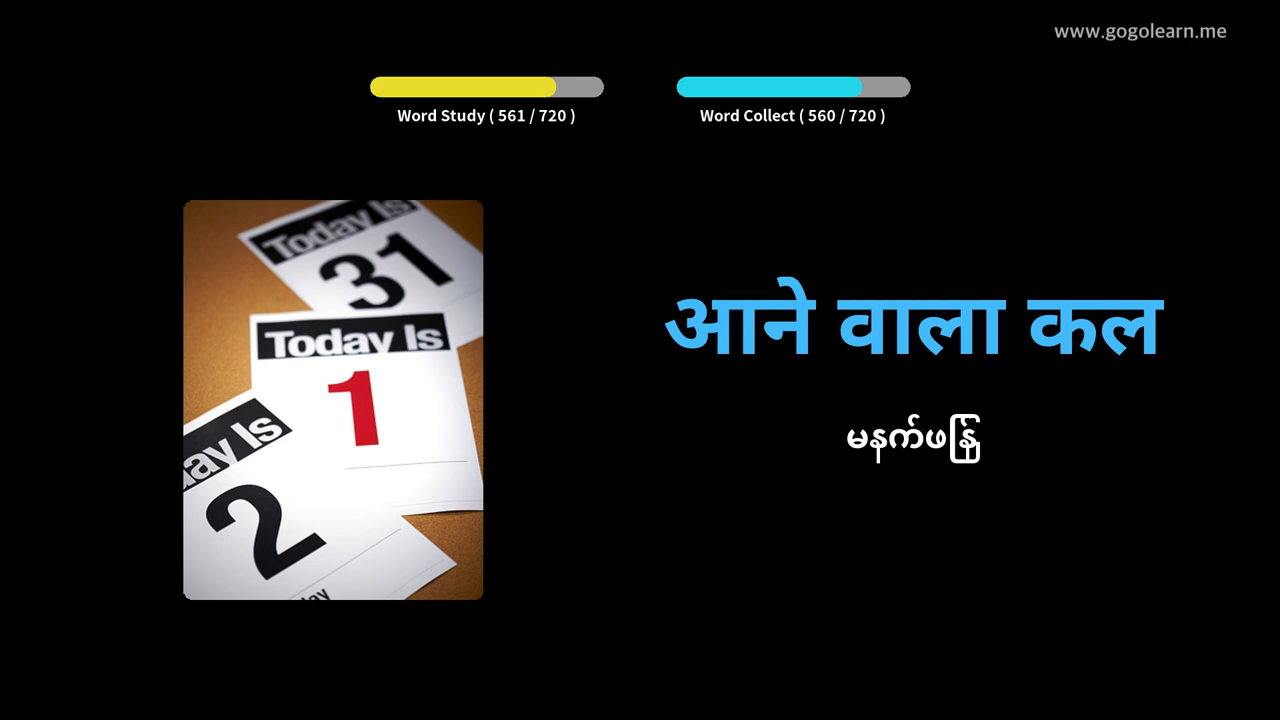 www.gogolearn.me
Word Study ( 561 / 720 )
Word Collect ( 560 / 720 )
Today Is
31
Today Is
1
day Is
2
आने वाला कल
မနက်ဖြန်